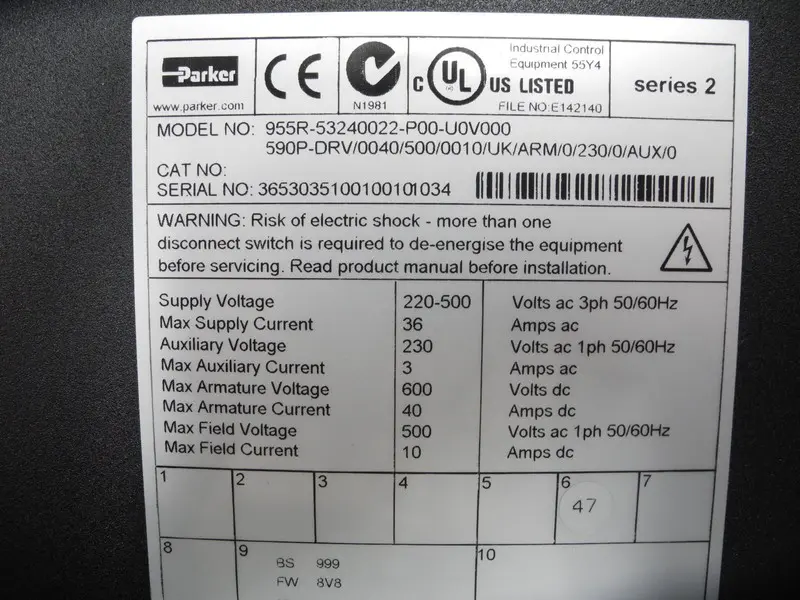 Parker
www.parker.com
CE
N1981
C UL US LISTED
Industrial Control
Equipment 55Y4
FILE NO:E142140
series 2
MODEL NO: 955R-53240022-P00-U0V000
590P-DRV/0040/500/0010/UK/ARM/0/230/0/AUX/0
CAT NO:
SERIAL NO: 3653035100100101034
WARNING: Risk of electric shock - more than one
disconnect switch is required to de-energise the equipment
before servicing. Read product manual before installation.
Supply Voltage 220-500 Volts ac 3ph 50/60Hz
Max Supply Current 36 Amps ac
Auxiliary Voltage 230 Volts ac 1ph 50/60Hz
Max Auxiliary Current 3 Amps ac
Max Armature Voltage 600 Volts dc
Max Armature Current 40 Amps dc
Max Field Voltage 500 Volts ac 1ph 50/60Hz
Max Field Current 10 Amps dc
1 2 3 4 5 6 7
47
8 9 10
BS 999
FW 8V8